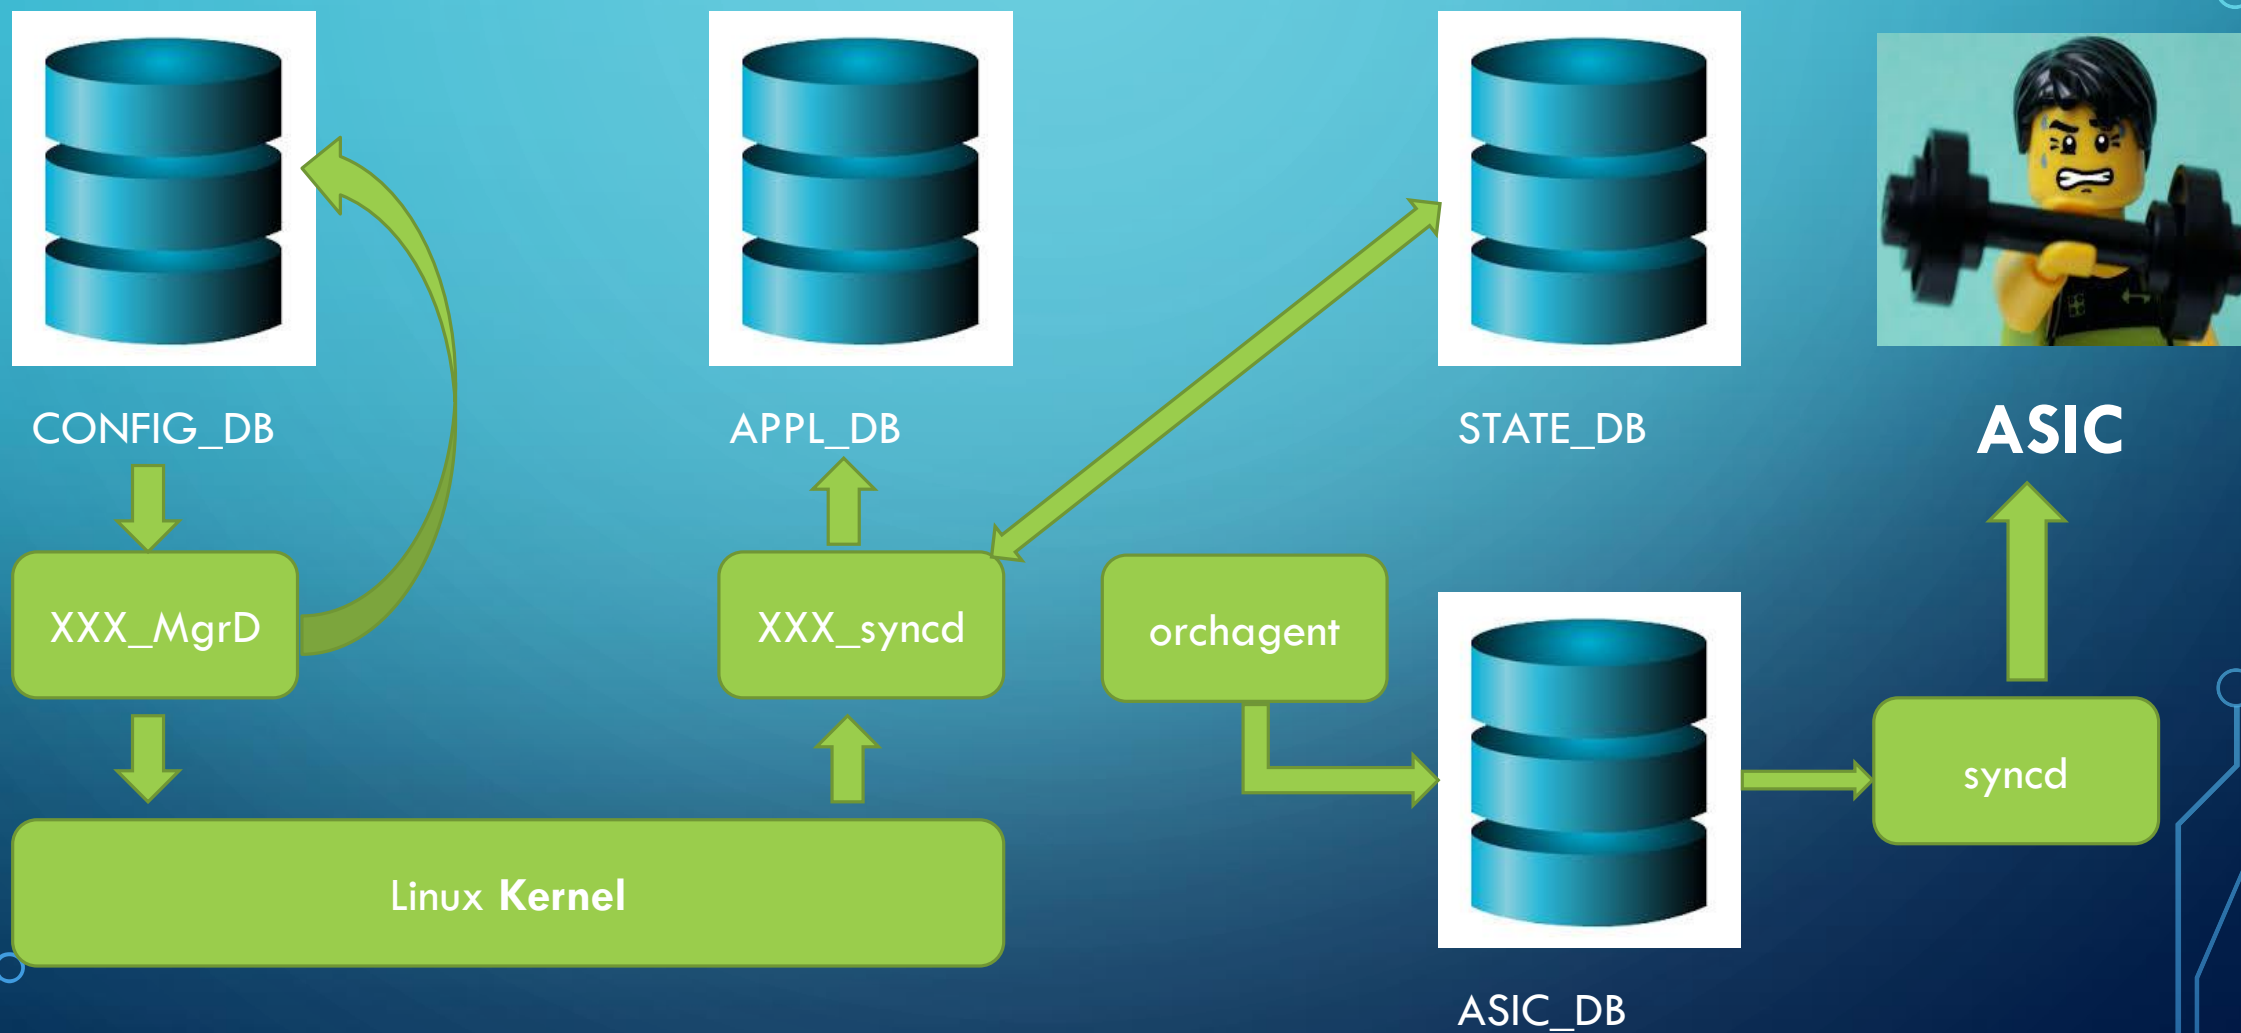 CONFIG_DB
APPL_DB
STATE_DB
ASIC
XXX_MgrD
XXX_syncd
orchagent
syncd
Linux Kernel
ASIC_DB